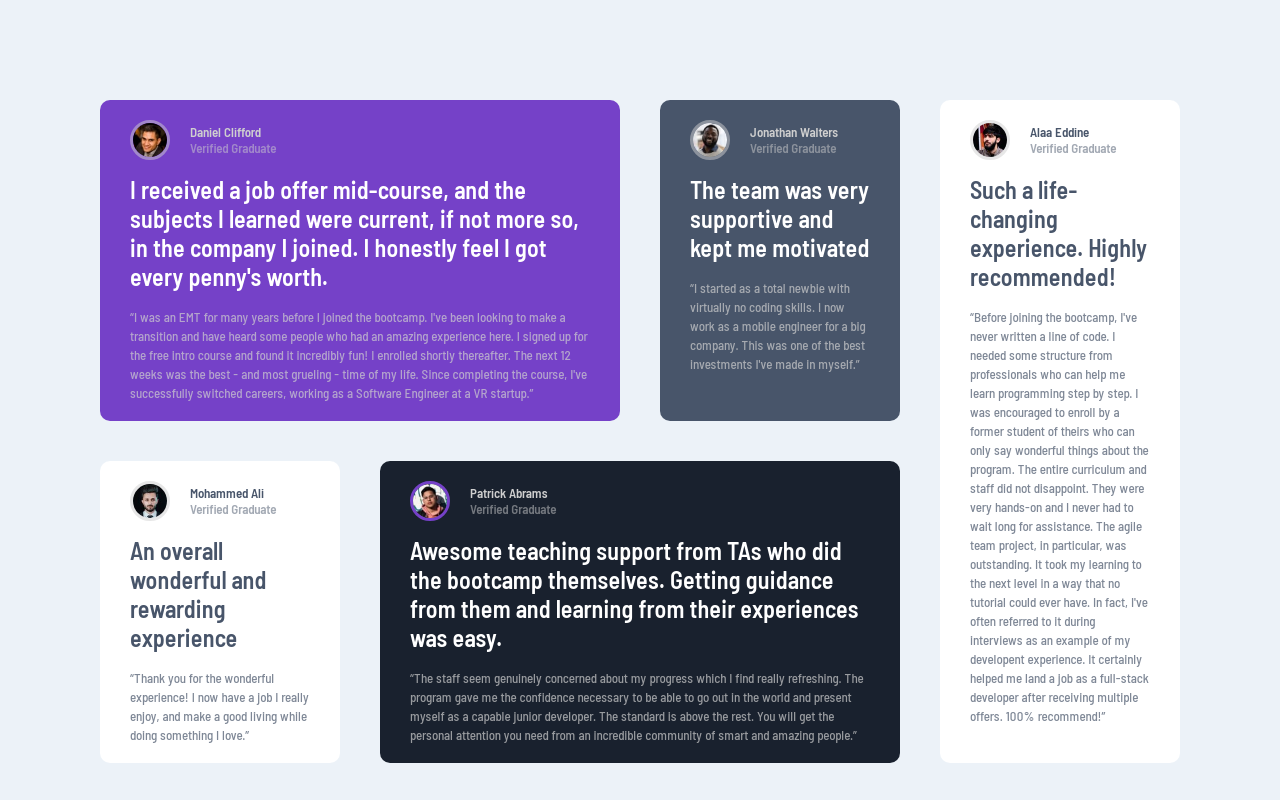 Daniel Clifford
Verified Graduate
I received a job offer mid-course, and the
subjects I learned were current, if not more so,
in the company I joined. I honestly feel I got
every penny's worth.
“I was an EMT for many years before I joined the bootcamp. I've been looking to make a
transition and have heard some people who had an amazing experience here. I signed up for
the free intro course and found it incredibly fun! I enrolled shortly thereafter. The next 12
weeks was the best - and most grueling - time of my life. Since completing the course, I've
successfully switched careers, working as a Software Engineer at a VR startup.”
Jonathan Walters
Verified Graduate
The team was very
supportive and
kept me motivated
“I started as a total newbie with
virtually no coding skills. I now
work as a mobile engineer for a big
company. This was one of the best
investments I've made in myself.”
Alaa Eddine
Verified Graduate
Such a life-
changing
experience. Highly
recommended!
“Before joining the bootcamp, I've
never written a line of code. I
needed some structure from
professionals who can help me
learn programming step by step. I
was encouraged to enroll by a
former student of theirs who can
only say wonderful things about the
program. The entire curriculum and
staff did not disappoint. They were
very hands-on and I never had to
wait long for assistance. The agile
team project, in particular, was
outstanding. It took my learning to
the next level in a way that no
tutorial could ever have. In fact, I've
often referred to it during
interviews as an example of my
developent experience. It certainly
helped me land a job as a full-stack
developer after receiving multiple
offers. 100% recommend!”
Mohammed Ali
Verified Graduate
An overall
wonderful and
rewarding
experience
“Thank you for the wonderful
experience! I now have a job I really
enjoy, and make a good living while
doing something I love.”
Patrick Abrams
Verified Graduate
Awesome teaching support from TAs who did
the bootcamp themselves. Getting guidance
from them and learning from their experiences
was easy.
“The staff seem genuinely concerned about my progress which I find really refreshing. The
program gave me the confidence necessary to be able to go out in the world and present
myself as a capable junior developer. The standard is above the rest. You will get the
personal attention you need from an incredible community of smart and amazing people.”